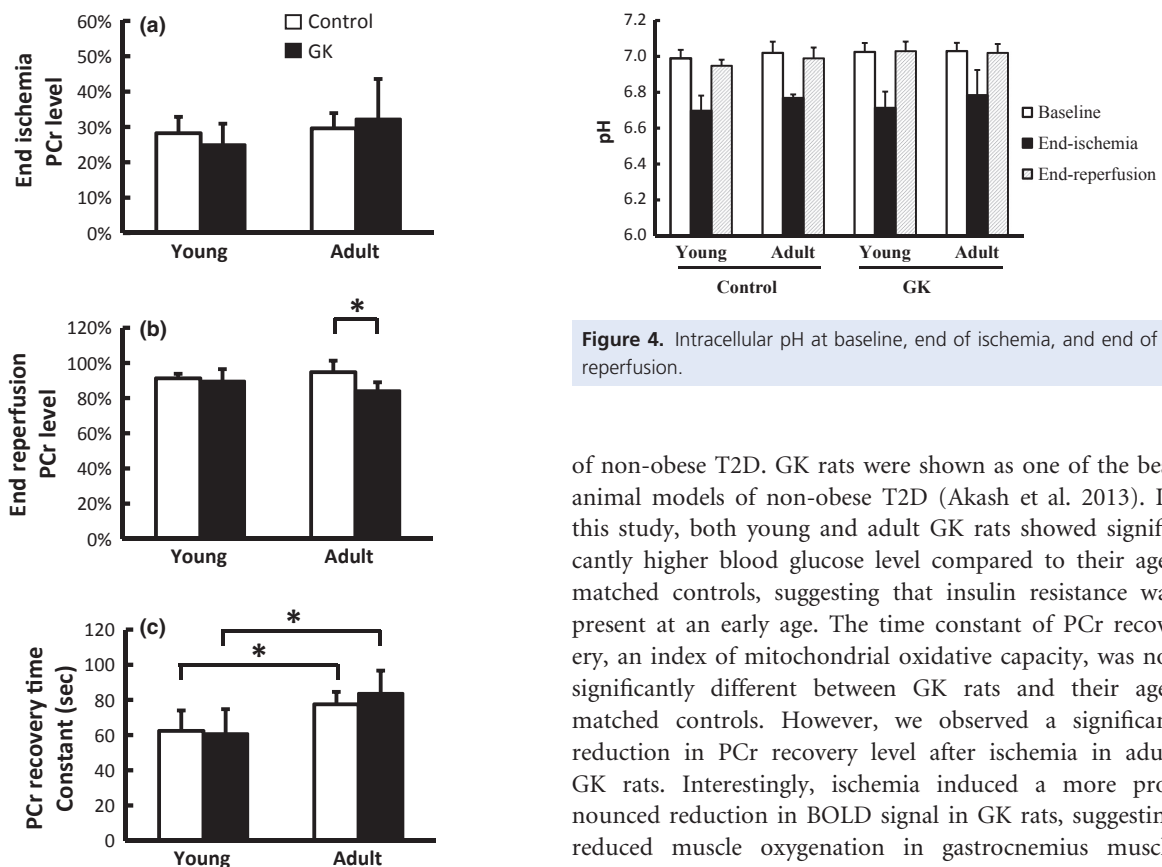 (a)
Control
GK
End ischemia
PCr level
60%
50%
40%
30%
20%
10%
0%
Young Adult
(b)
*
End reperfusion
PCr level
120%
100%
80%
60%
40%
20%
0%
Young Adult
(c)
*
*
PCr recovery time
Constant (sec)
120
100
80
60
40
20
0
Young Adult
7.2
7.0
6.8
6.6
6.4
6.2
6.0
pH
Baseline
End-ischemia
End-reperfusion
Young Adult Young Adult
Control GK
Figure 4. Intracellular pH at baseline, end of ischemia, and end of
reperfusion.
of non-obese T2D. GK rats were shown as one of the bes
animal models of non-obese T2D (Akash et al. 2013). I
this study, both young and adult GK rats showed signif
cantly higher blood glucose level compared to their age
matched controls, suggesting that insulin resistance wa
present at an early age. The time constant of PCr recov
ery, an index of mitochondrial oxidative capacity, was no
significantly different between GK rats and their age
matched controls. However, we observed a significan
reduction in PCr recovery level after ischemia in adu
GK rats. Interestingly, ischemia induced a more pro
nounced reduction in BOLD signal in GK rats, suggestin
reduced muscle oxygenation in gastrocnemius muscl